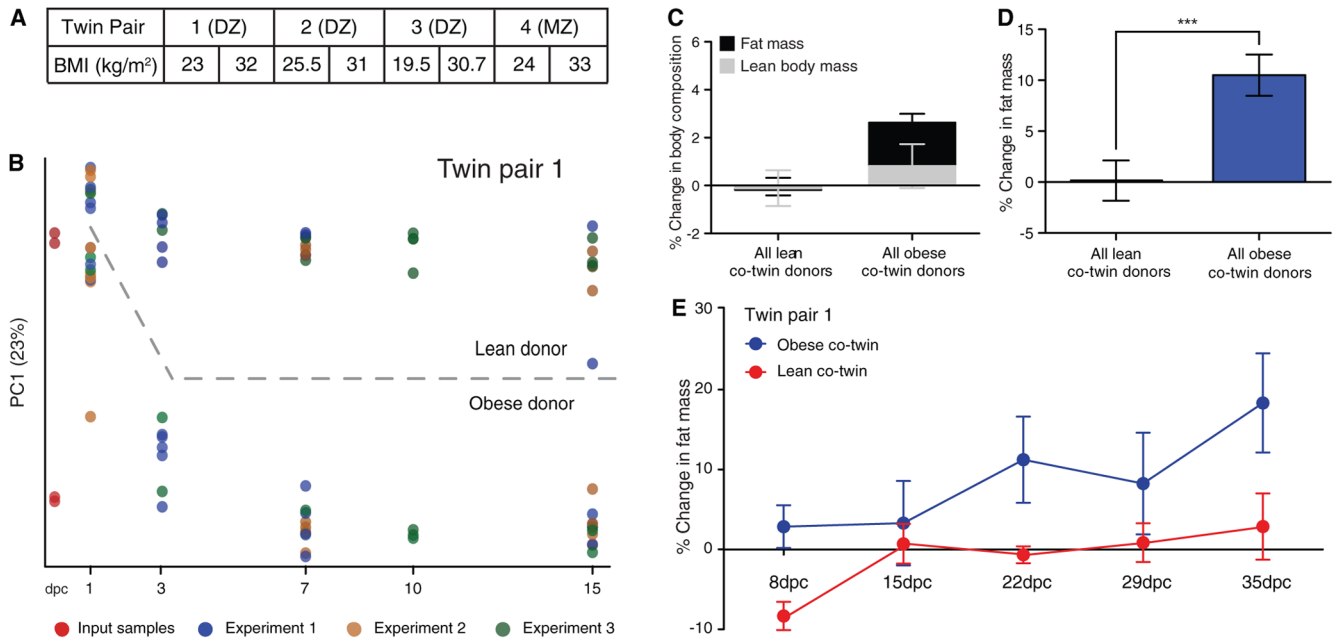 A
Twin Pair 1 (DZ) 2 (DZ) 3 (DZ) 4 (MZ)
BMI (kg/m²) 23 32 25.5 31 19.5 30.7 24 33
B
Twin pair 1
PC1 (23%)
Lean donor
Obese donor
dpc 1 3 7 10 15
Input samples Experiment 1 Experiment 2 Experiment 3
C
% Change in body composition
6
4
2
0
-2
Fat mass
Lean body mass
All lean
co-twin donors
All obese
co-twin donors
D
% Change in fat mass
15
10
5
0
-5
***
All lean
co-twin donors
All obese
co-twin donors
E
Twin pair 1
Obese co-twin
Lean co-twin
% Change in fat mass
30
20
10
0
-10
8dpc 15dpc 22dpc 29dpc 35dpc